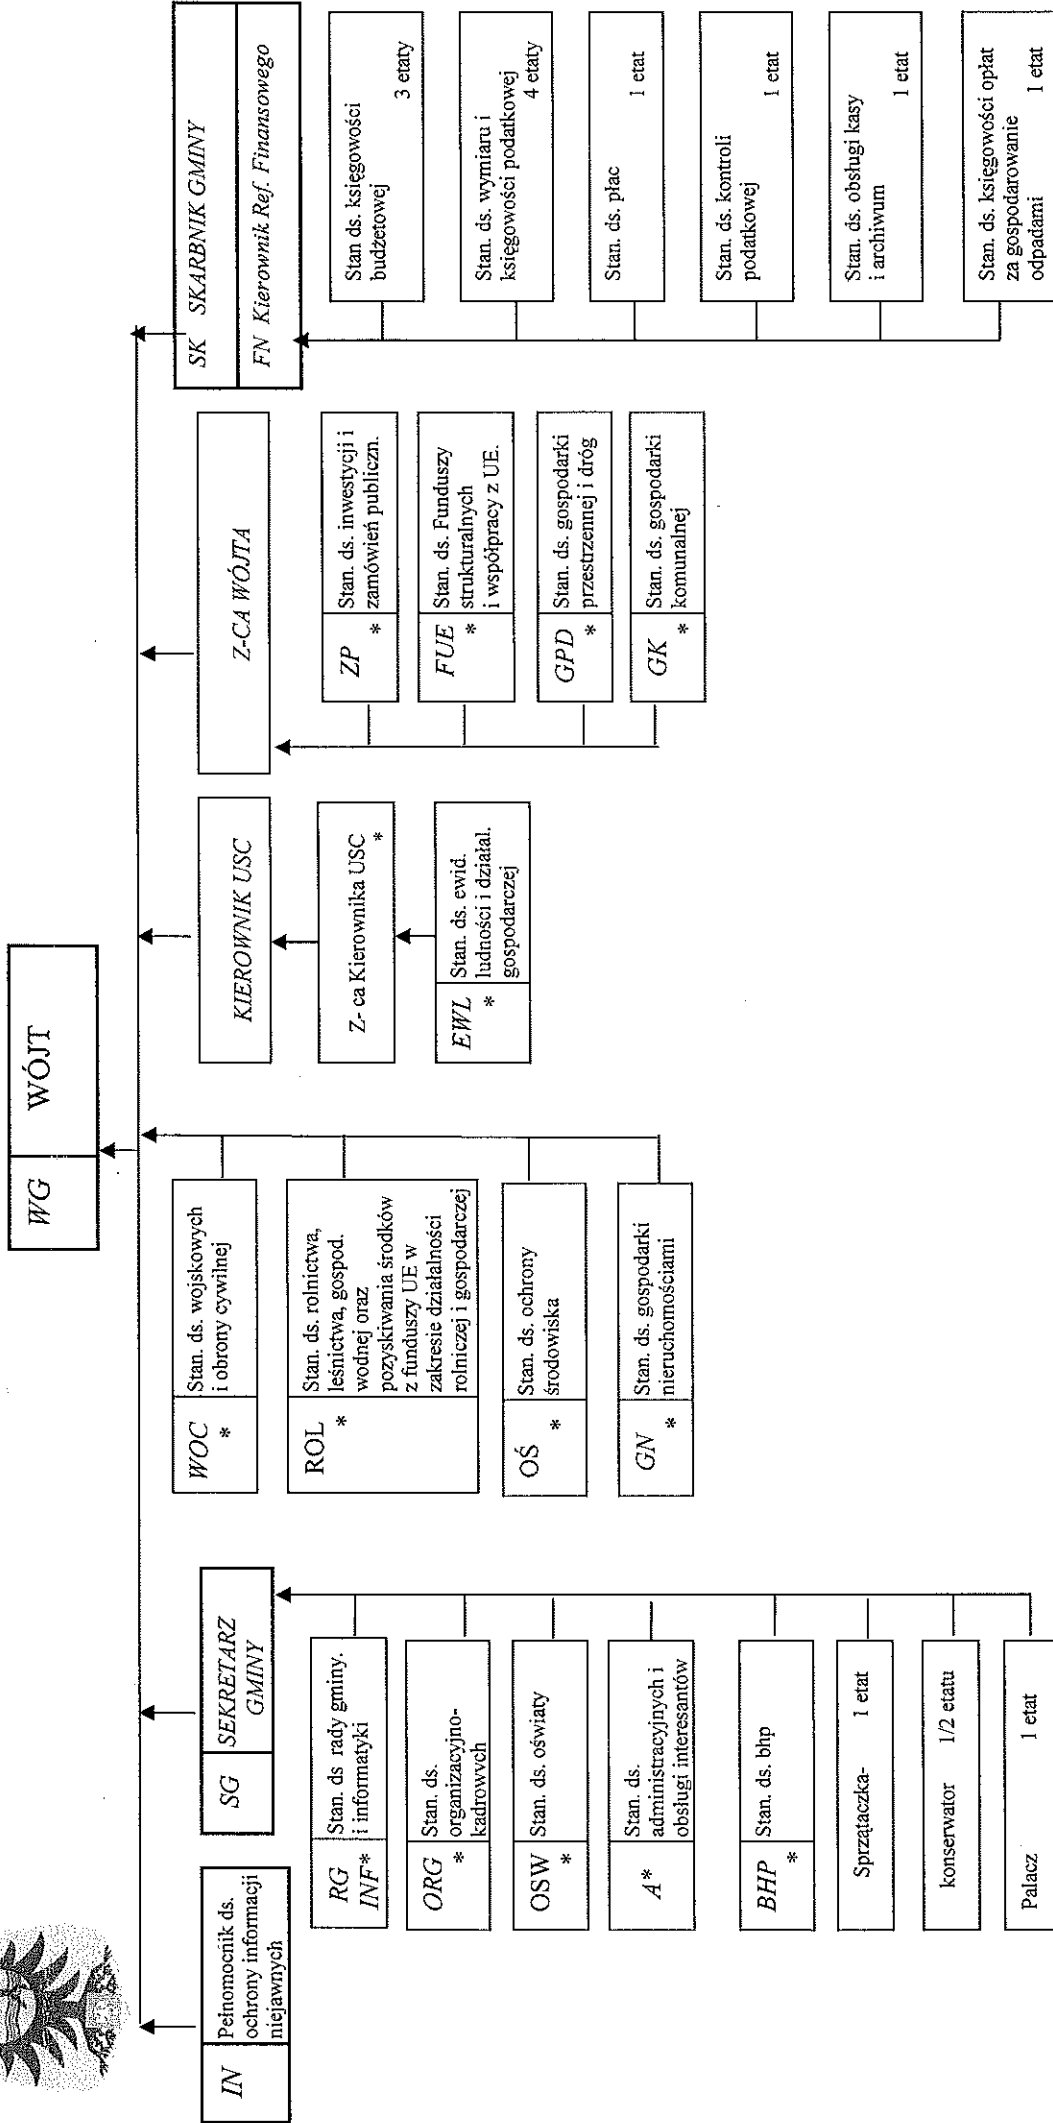 WG
WÓJT
IN
Pełnomocnik ds.
ochrony informacji
niejawnych
SG
SEKRETARZ
GMINY
RG
INF*
Stan. ds rady gminy.
i informatyki
ORG
*
Stan. ds.
organizacyjno-
kadrowych
OSW
*
Stan. ds. oświaty
A*
Stan. ds.
administracyjnych i
obsługi interesantów
BHP
*
Stan. ds. bhp
Sprzątaczka- 1 etat
konserwator 1/2 etatu
Palacz 1 etat
WOC
*
Stan. ds. wojskowych
i obrony cywilnej
ROL
*
Stan. ds. rolnictwa,
leśnictwa, gospod.
wodnej oraz
pozyskiwania środków
z funduszy UE w
zakresie działalności
rolniczej i gospodarczej
OŚ
*
Stan. ds. ochrony
środowiska
GN
*
Stan. ds. gospodarki
nieruchomościami
KIEROWNIK USC
Z- ca Kierownika USC
*
EWL
*
Stan. ds. ewid.
ludności i działal.
gospodarczej
Z-CA WÓJTA
ZP
*
Stan. ds. inwestycji i
zamówień publiczn.
FUE
*
Stan. ds. Funduszy
strukturalnych
i współpracy z UE.
GPD
*
Stan. ds. gospodarki
przestrzennej i dróg
GK
*
Stan. ds. gospodarki
komunalnej
SK SKARBNIK GMINY
FN Kierownik Ref. Finansowego
Stan ds. księgowości
budżetowej
3 etaty
Stan. ds. wymiaru i
księgowości podatkowej
4 etaty
Stan. ds. płac
1 etat
Stan. ds. kontroli
podatkowej
1 etat
Stan. ds. obsługi kasy
i archiwum
1 etat
Stan. ds. księgowości opłat
za gospodarowanie
odpadami 1 etat